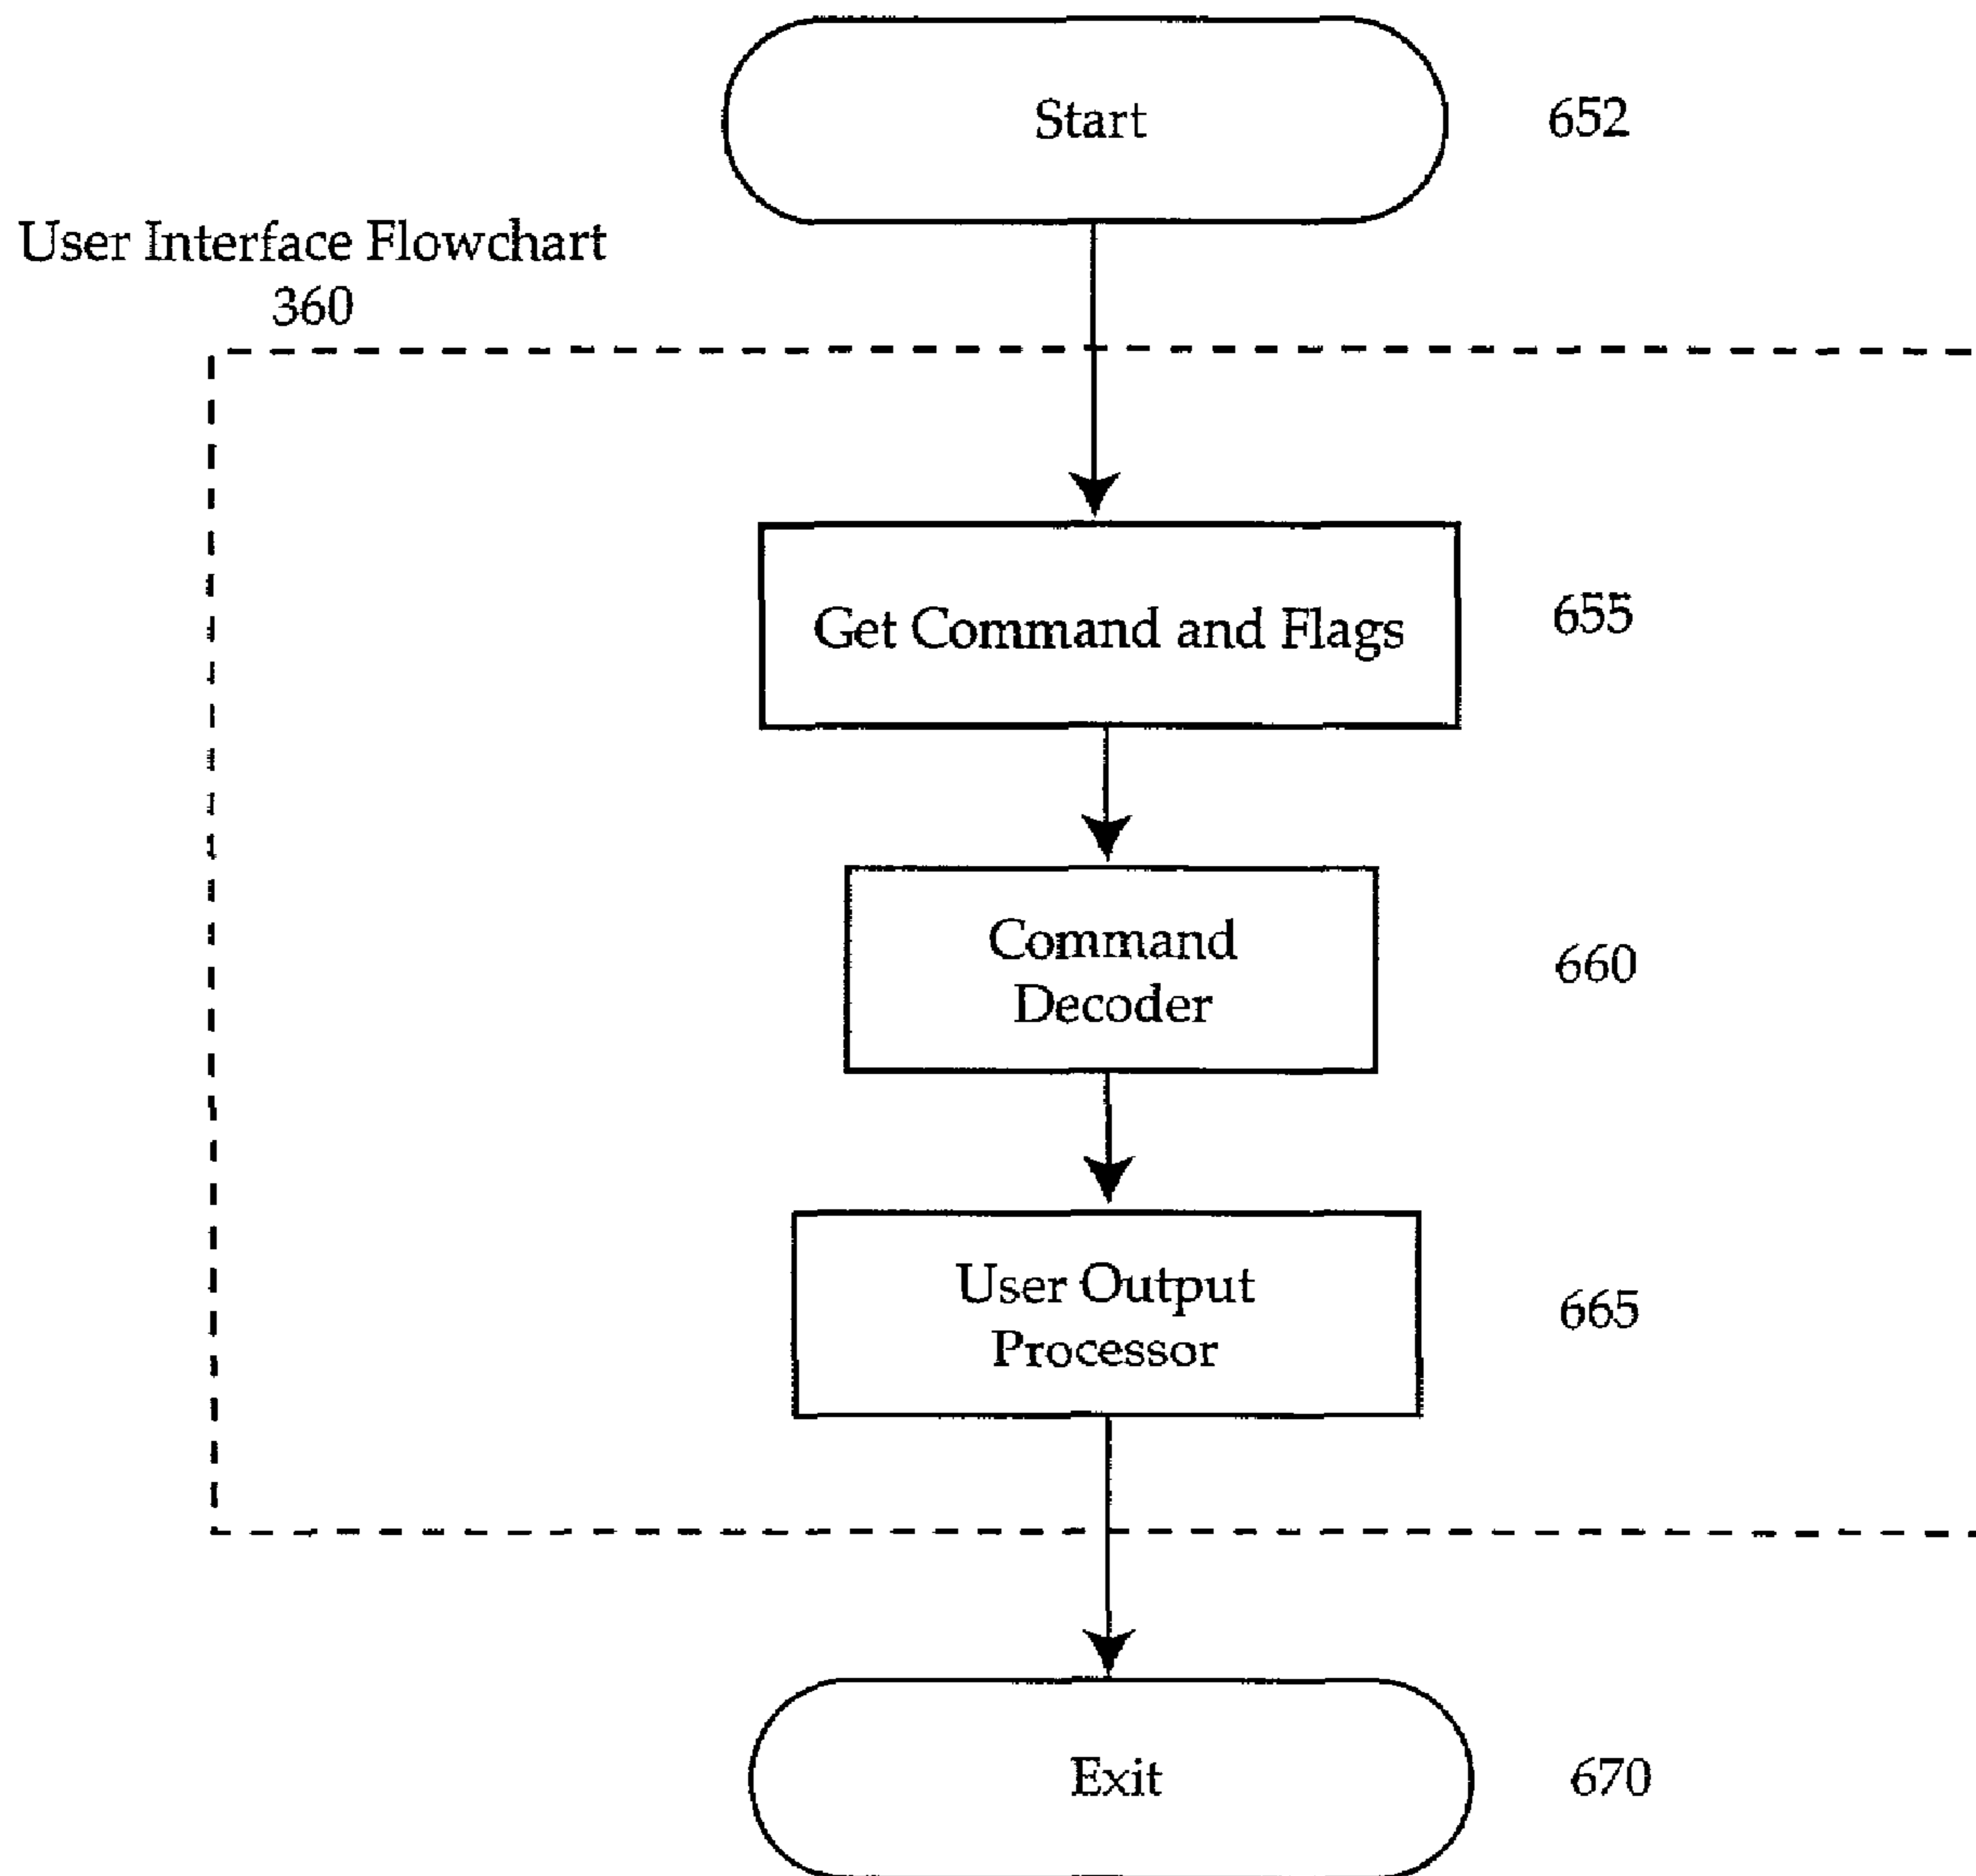 Start
652
User Interface Flowchart
360
Get Command and Flags
655
Command
Decoder
660
User Output
Processor
665
Exit
670